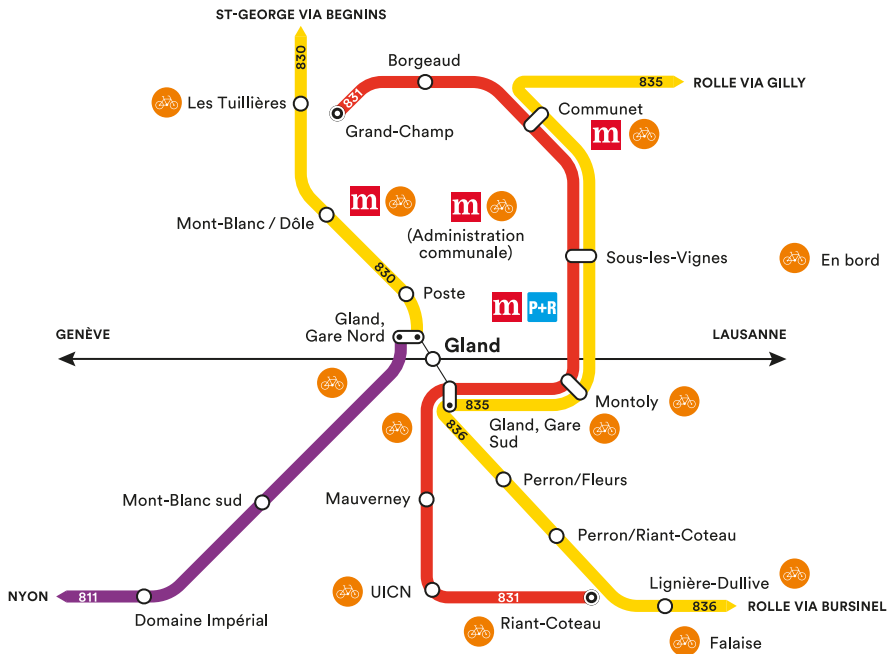 ST-GEORGE VIA BEGNINS
830
Borgeaud
835
ROLLE VIA GILLY
Les Tuillières
831
Grand-Champ
Communet
m
m
m
Mont-Blanc / Dôle
(Administration
communale)
Sous-les-Vignes
En bord
830
Poste
m
P+R
Gland,
Gare Nord
GENÈVE
Gland
LAUSANNE
835
Montoly
836
Gland, Gare
Sud
Perron/Fleurs
Mont-Blanc sud
Mauverney
Perron/Riant-Coteau
NYON
811
Domaine Impérial
UICN
831
Riant-Coteau
Lignière-Dullive
836
ROLLE VIA BURSINEL
Falaise